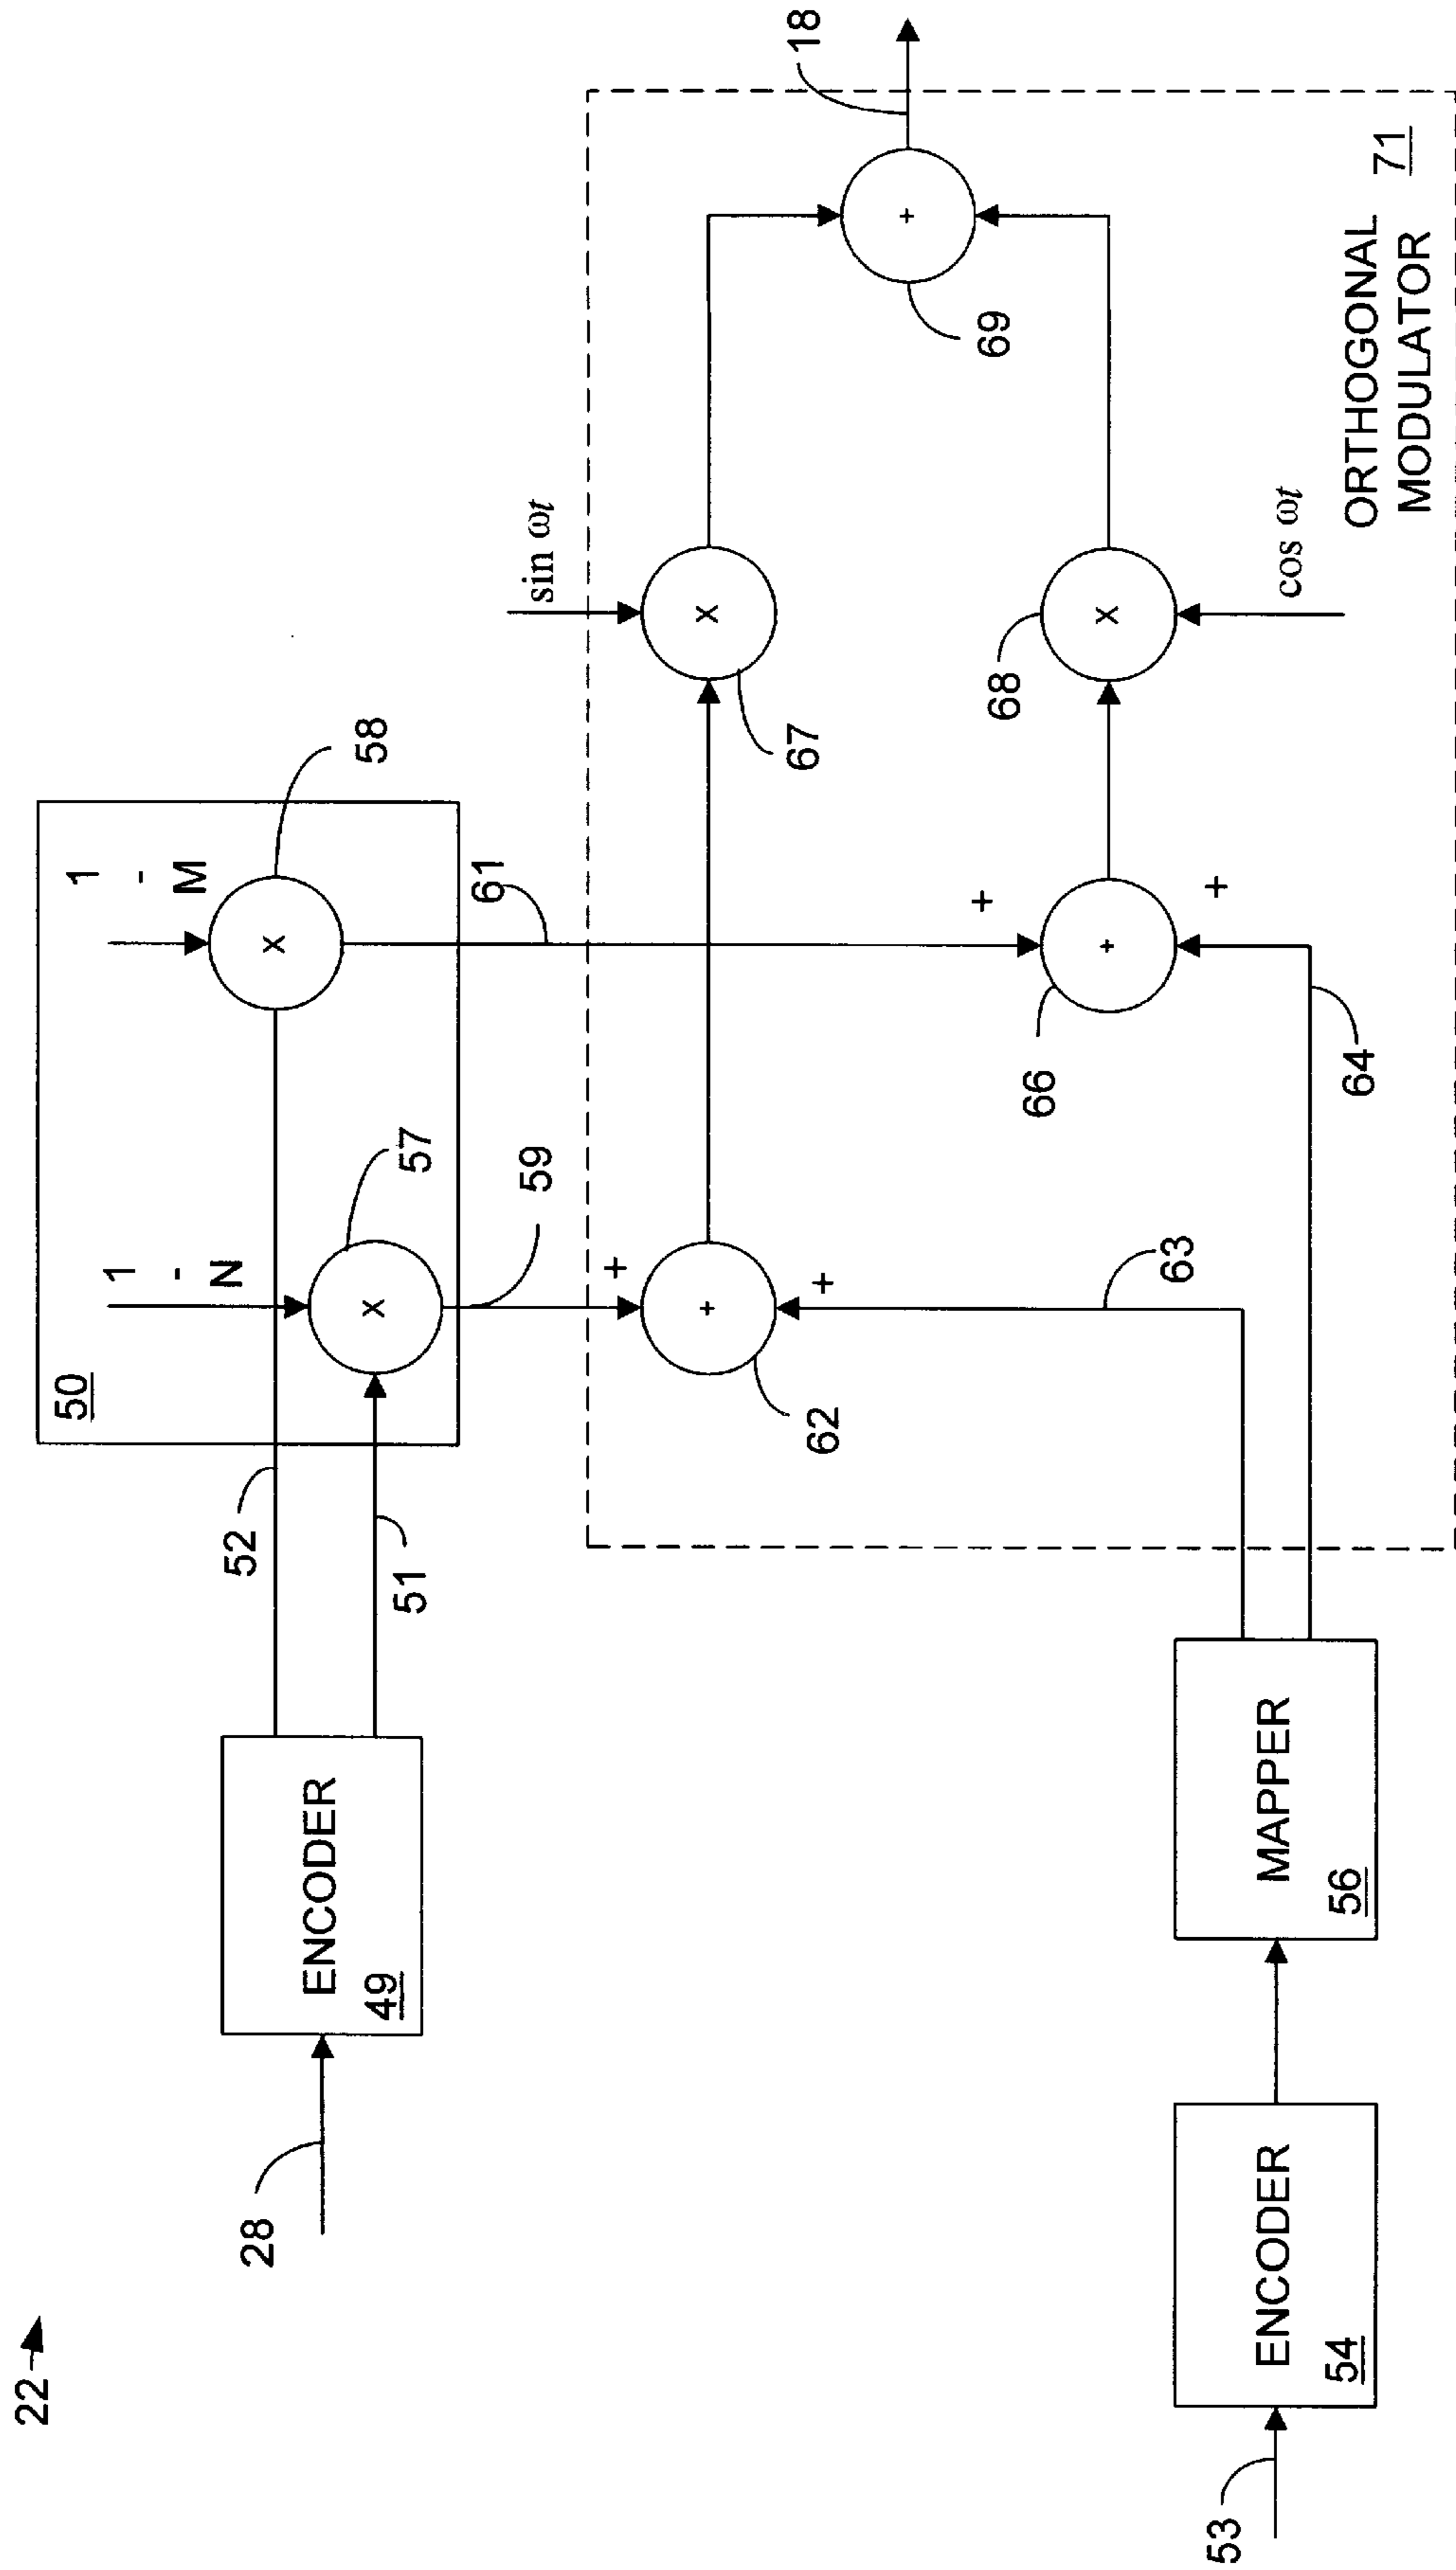 22
28
ENCODER
49
52
51
50
1
-
N
57
59
1
-
M
58
61
sin ωt
18
62
67
69
63
66
68
64
+
+
+
+
+
+
+
x
x
x
x
cos ωt
ORTHOGONAL
MODULATOR
71
53
ENCODER
54
MAPPER
56